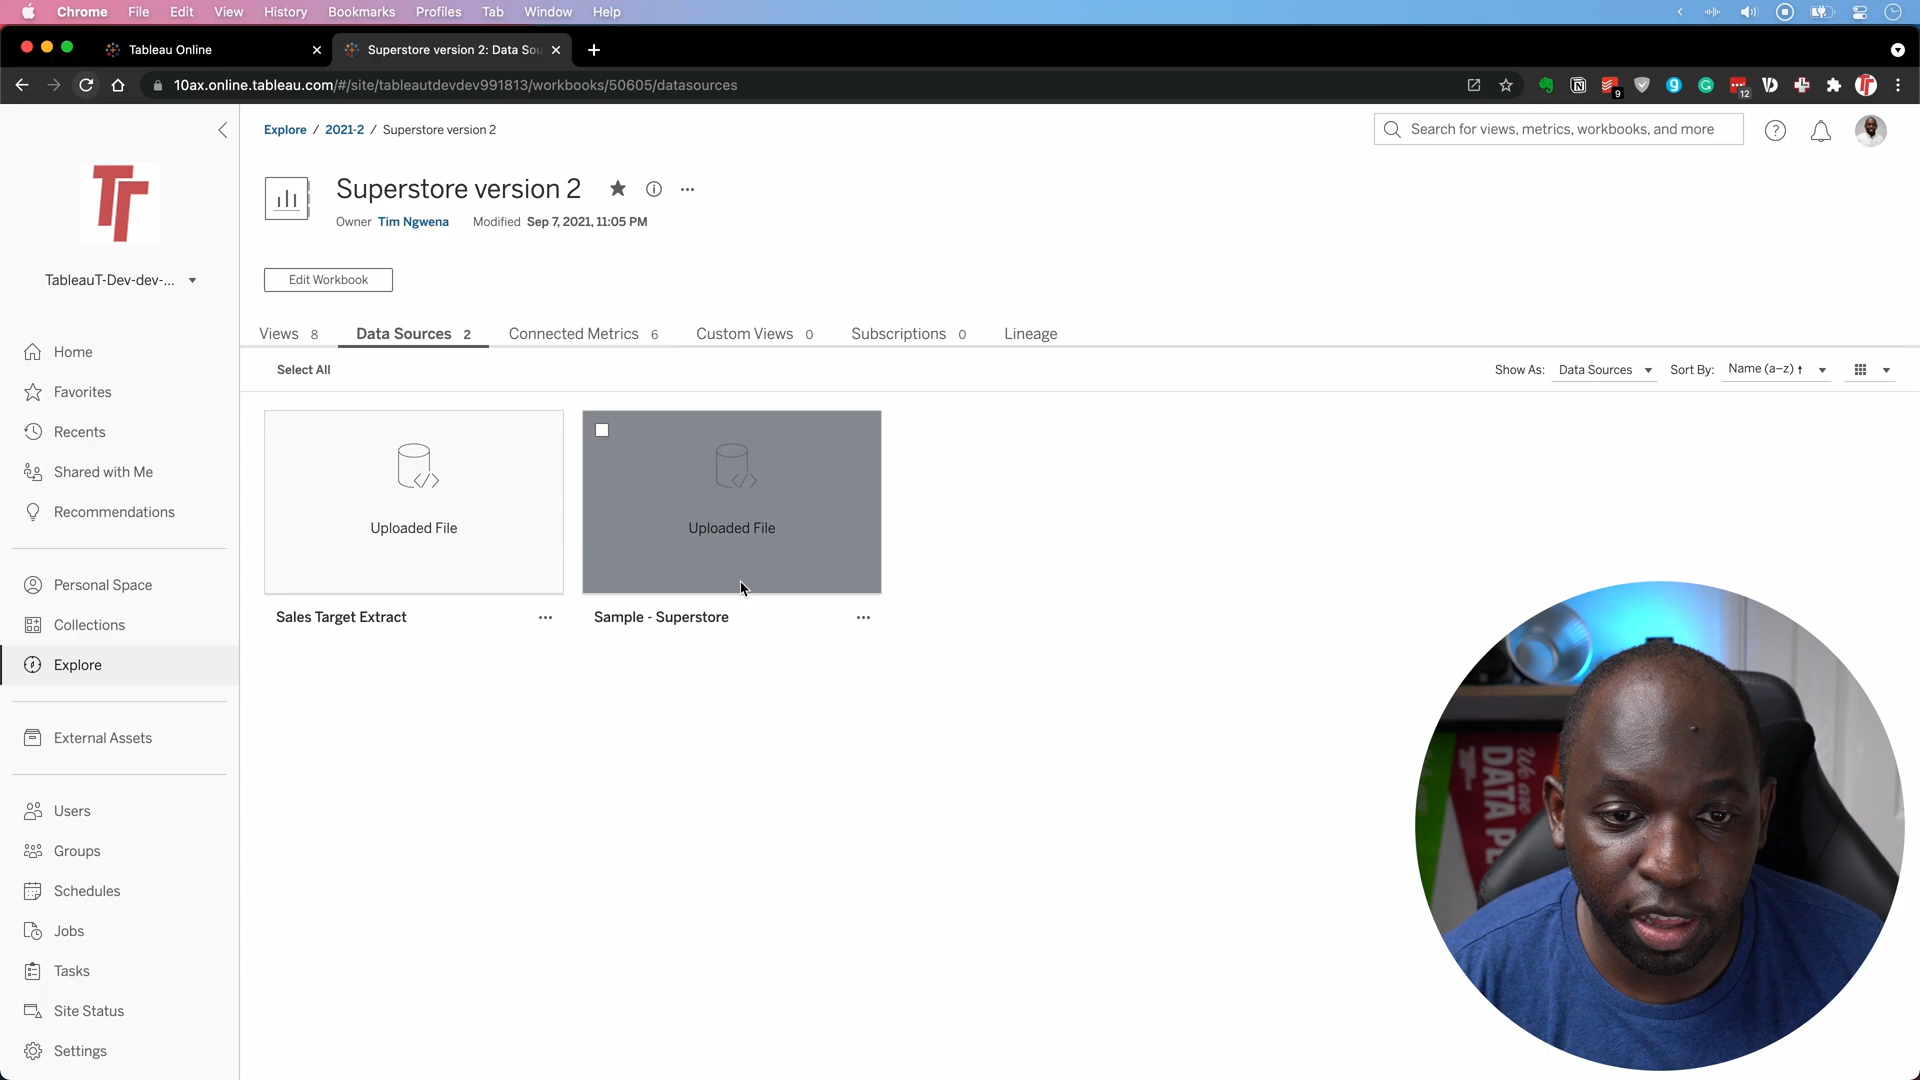 Chrome File Edit View History Bookmarks Profiles Tab Window Help
Tableau Online
Superstore version 2: Data Sou
10ax.online.tableau.com/#/site/tableautdevdev991813/workbooks/50605/datasources
9
12
Explore / 2021-2 / Superstore version 2
Search for views, metrics, workbooks, and more
Superstore version 2
Owner Tim Ngwena Modified Sep 7, 2021, 11:05 PM
TableauT-Dev-dev-...
Edit Workbook
Views 8 Data Sources 2 Connected Metrics 6 Custom Views 0 Subscriptions 0 Lineage
Select All
Show As: Data Sources Sort By: Name (a–z) ↑
Home
Favorites
Recents
Shared with Me
Recommendations
Personal Space
Collections
Explore
External Assets
Users
Groups
Schedules
Jobs
Tasks
Site Status
Settings
Uploaded File
Sales Target Extract
Uploaded File
Sample - Superstore
We are
DATA